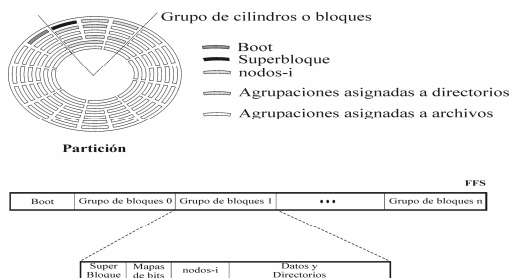 Grupo de cilindros o bloques
Boot
Superbloque
nodos-i
Agrupaciones asignadas a directorios
Agrupaciones asignadas a archivos
Partición
FFS
Boot Grupo de bloques 0 Grupo de bloques 1 ••• Grupo de bloques n
Super Bloque Mapas de bits nodos-i Datos y Directorios